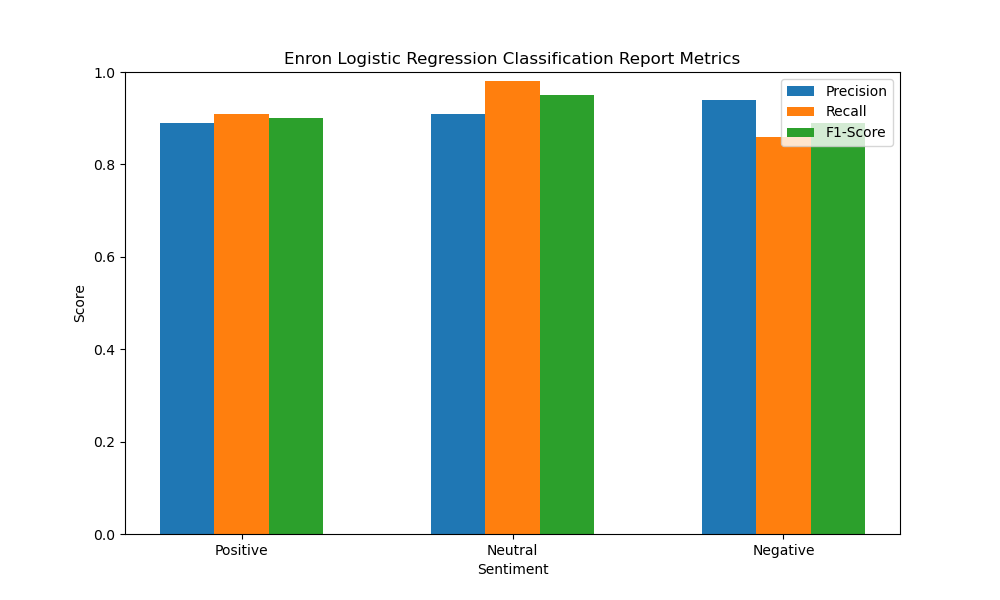 Enron Logistic Regression Classification Report Metrics
1.0
Precision
Recall
F1-Score
0.8
0.6
Score
0.4
0.2
0.0
Positive
Neutral
Negative
Sentiment